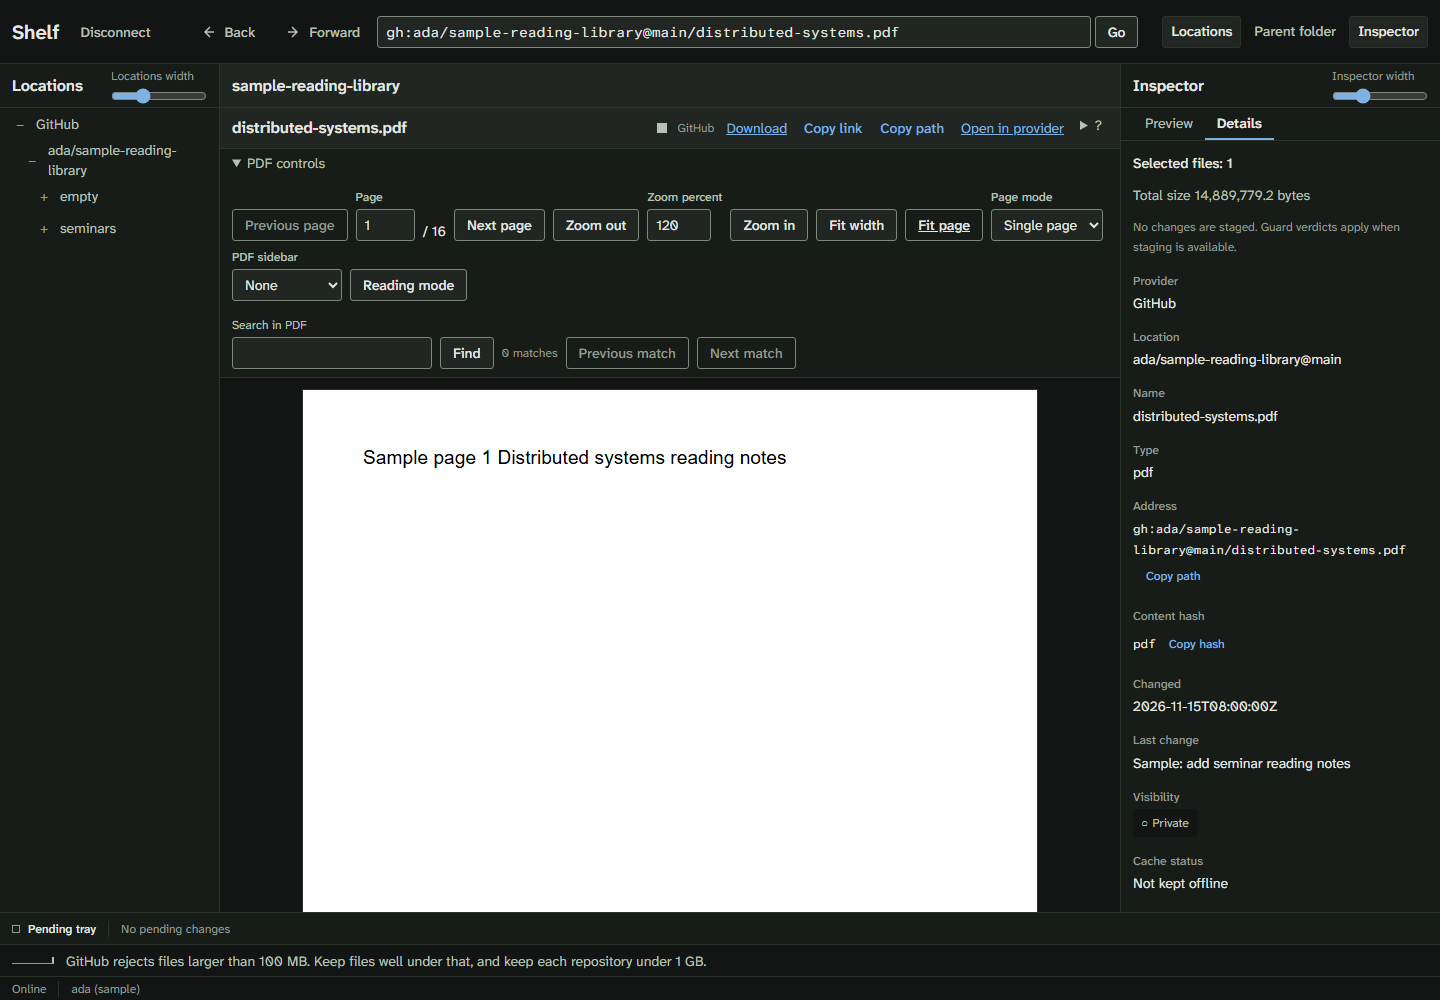 Shelf
Disconnect
← Back
→ Forward
gh:ada/sample-reading-library@main/distributed-systems.pdf
Go
Locations
Parent folder
Inspector
Locations
Locations width
– GitHub
– ada/sample-reading-
library
+ empty
+ seminars
sample-reading-library
distributed-systems.pdf
GitHub
Download
Copy link
Copy path
Open in provider
?
PDF controls
Previous page
Page
1
/ 16
Next page
Zoom out
Zoom percent
120
Zoom in
Fit width
Fit page
Page mode
Single page
PDF sidebar
None
Reading mode
Search in PDF
Find
0 matches
Previous match
Next match
Sample page 1 Distributed systems reading notes
Inspector
Inspector width
Preview
Details
Selected files: 1
Total size 14,889,779.2 bytes
No changes are staged. Guard verdicts apply when
staging is available.
Provider
GitHub
Location
ada/sample-reading-library@main
Name
distributed-systems.pdf
Type
pdf
Address
gh:ada/sample-reading-
library@main/distributed-systems.pdf
Copy path
Content hash
pdf Copy hash
Changed
2026-11-15T08:00:00Z
Last change
Sample: add seminar reading notes
Visibility
Private
Cache status
Not kept offline
Pending tray
No pending changes
GitHub rejects files larger than 100 MB. Keep files well under that, and keep each repository under 1 GB.
Online
ada (sample)